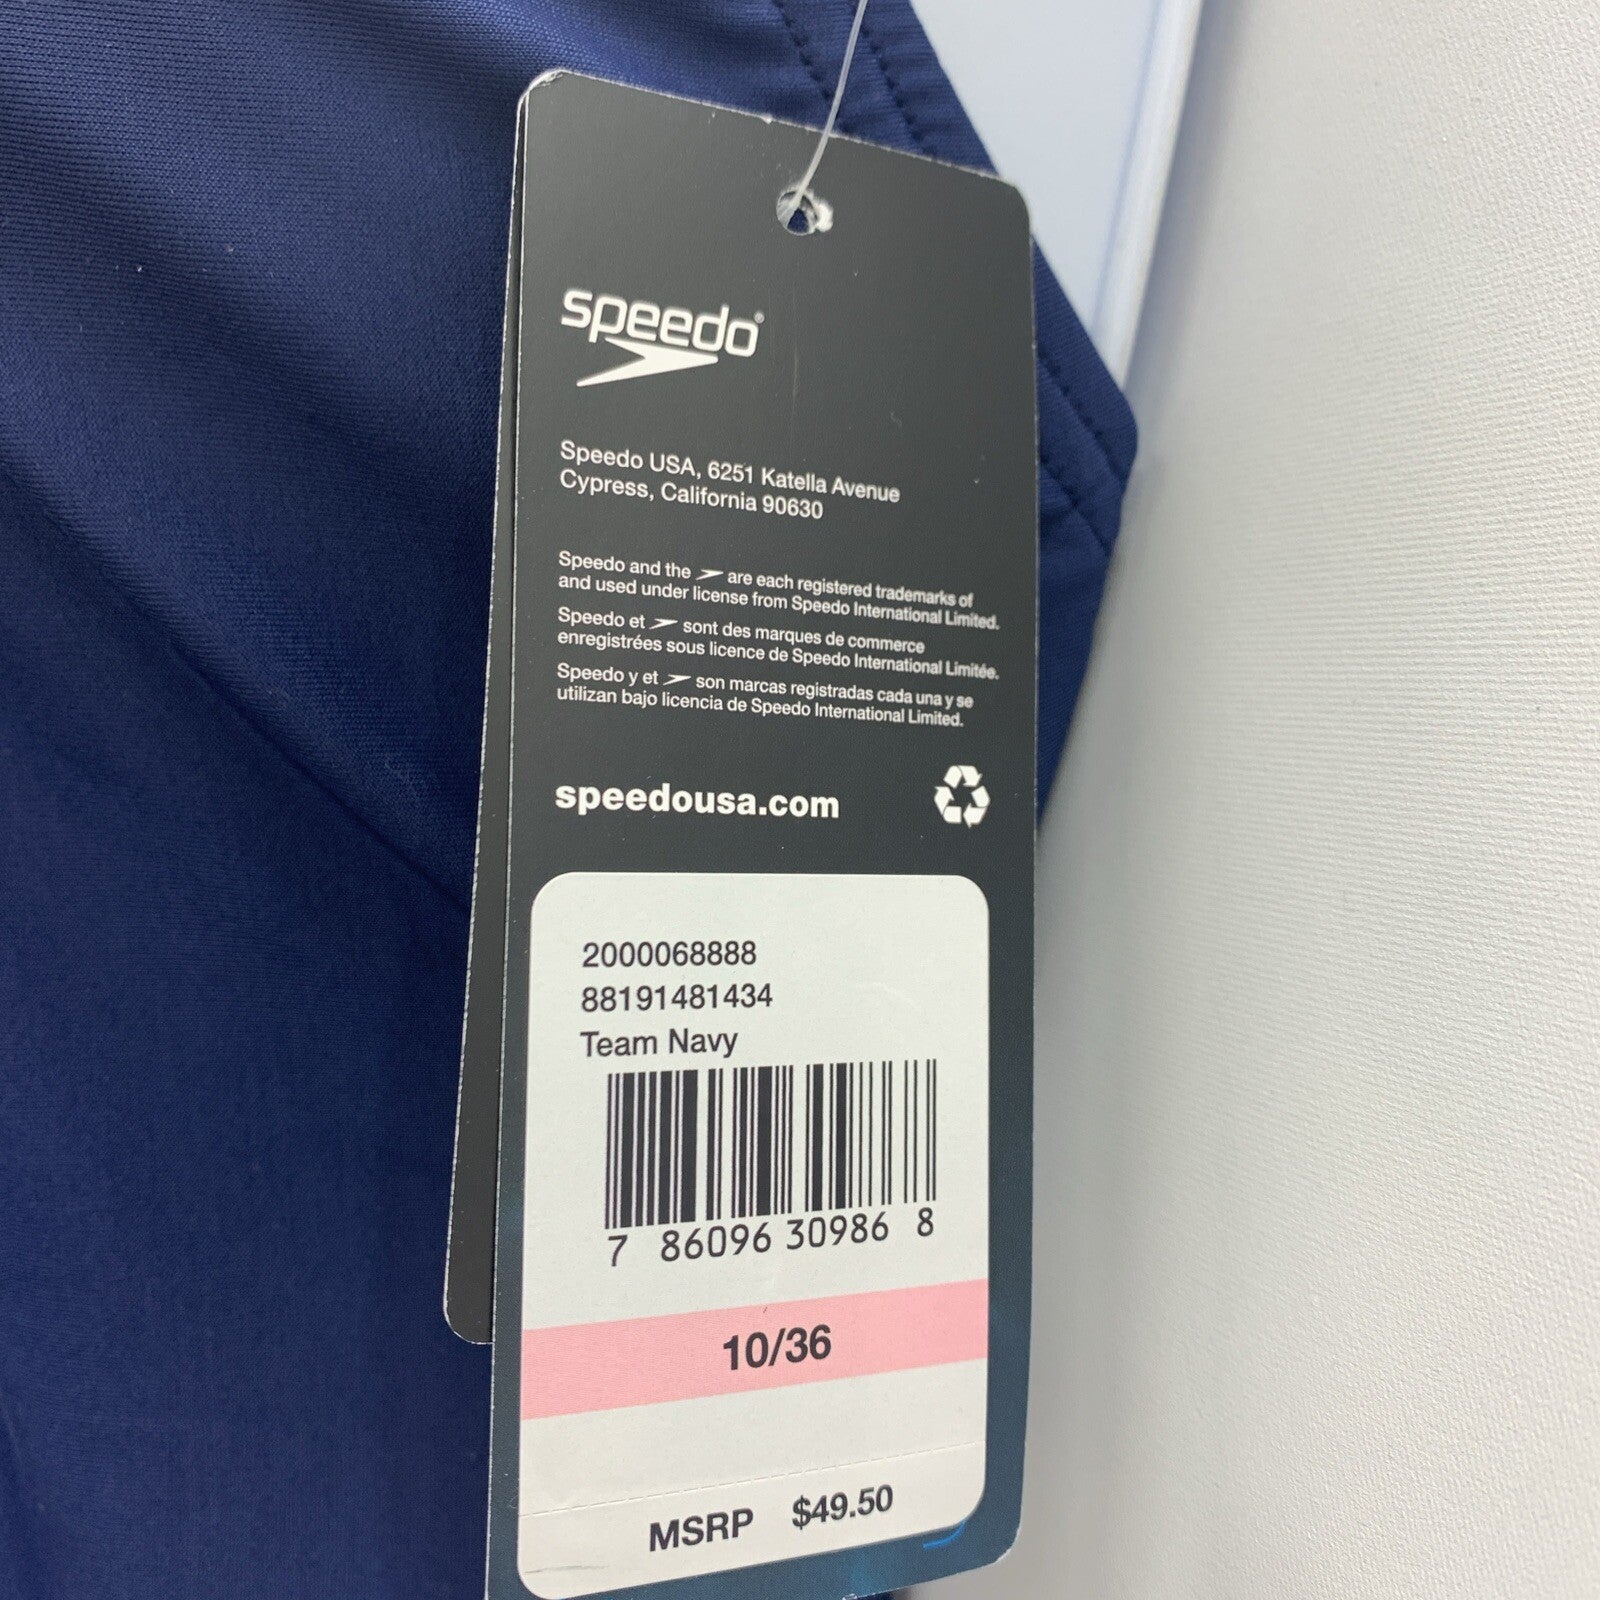 speedo®
Speedo USA, 6251 Katella Avenue
Cypress, California 90630
Speedo and the are each registered trademarks of
and used under license from Speedo International Limited.
Speedo et sont des marques de commerce
enregistrées sous licence de Speedo International Limitée.
Speedo y et son marcas registradas cada una y se
utilizan bajo licencia de Speedo International Limited.
speedousa.com
2000068888
88191481434
Team Navy
7 86096 30986 8
10/36
MSRP $49.50